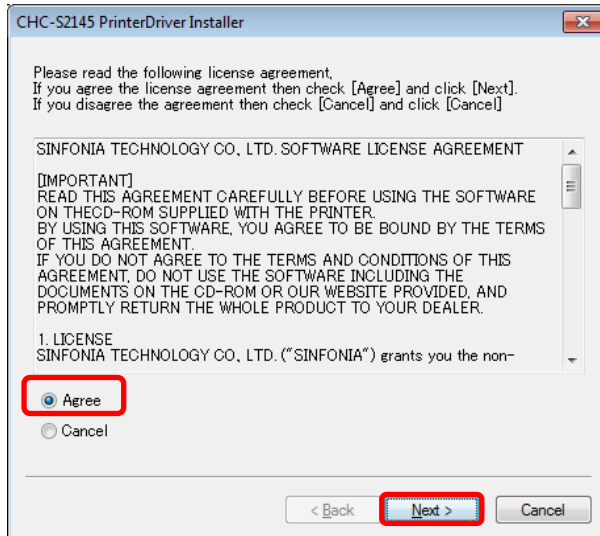 CHC-S2145 PrinterDriver Installer
Please read the following license agreement,
If you agree the license agreement then check [Agree] and click [Next].
If you disagree the agreement then check [Cancel] and click [Cancel]
SINFONIA TECHNOLOGY CO., LTD. SOFTWARE LICENSE AGREEMENT
[IMPORTANT]
READ THIS AGREEMENT CAREFULLY BEFORE USING THE SOFTWARE
ON THECD-ROM SUPPLIED WITH THE PRINTER.
BY USING THIS SOFTWARE, YOU AGREE TO BE BOUND BY THE TERMS
OF THIS AGREEMENT.
IF YOU DO NOT AGREE TO THE TERMS AND CONDITIONS OF THIS
AGREEMENT, DO NOT USE THE SOFTWARE INCLUDING THE
DOCUMENTS ON THE CD-ROM OR OUR WEBSITE PROVIDED, AND
PROMPTLY RETURN THE WHOLE PRODUCT TO YOUR DEALER.
1. LICENSE
SINFONIA TECHNOLOGY CO., LTD. ("SINFONIA") grants you the non-
Agree
Cancel
< Back Next > Cancel